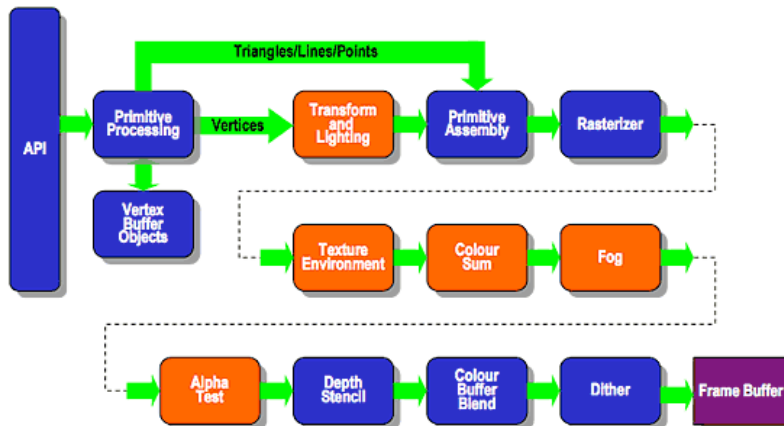 Triangles/Lines/Points
API
Primitive
Processing
Vertices
Transform
and
Lighting
Primitive
Assembly
Rasterizer
Vertex
Buffer
Objects
Texture
Environment
Colour
Sum
Fog
Alpha
Test
Depth
Stencil
Colour
Buffer
Blend
Dither
Frame Buffer